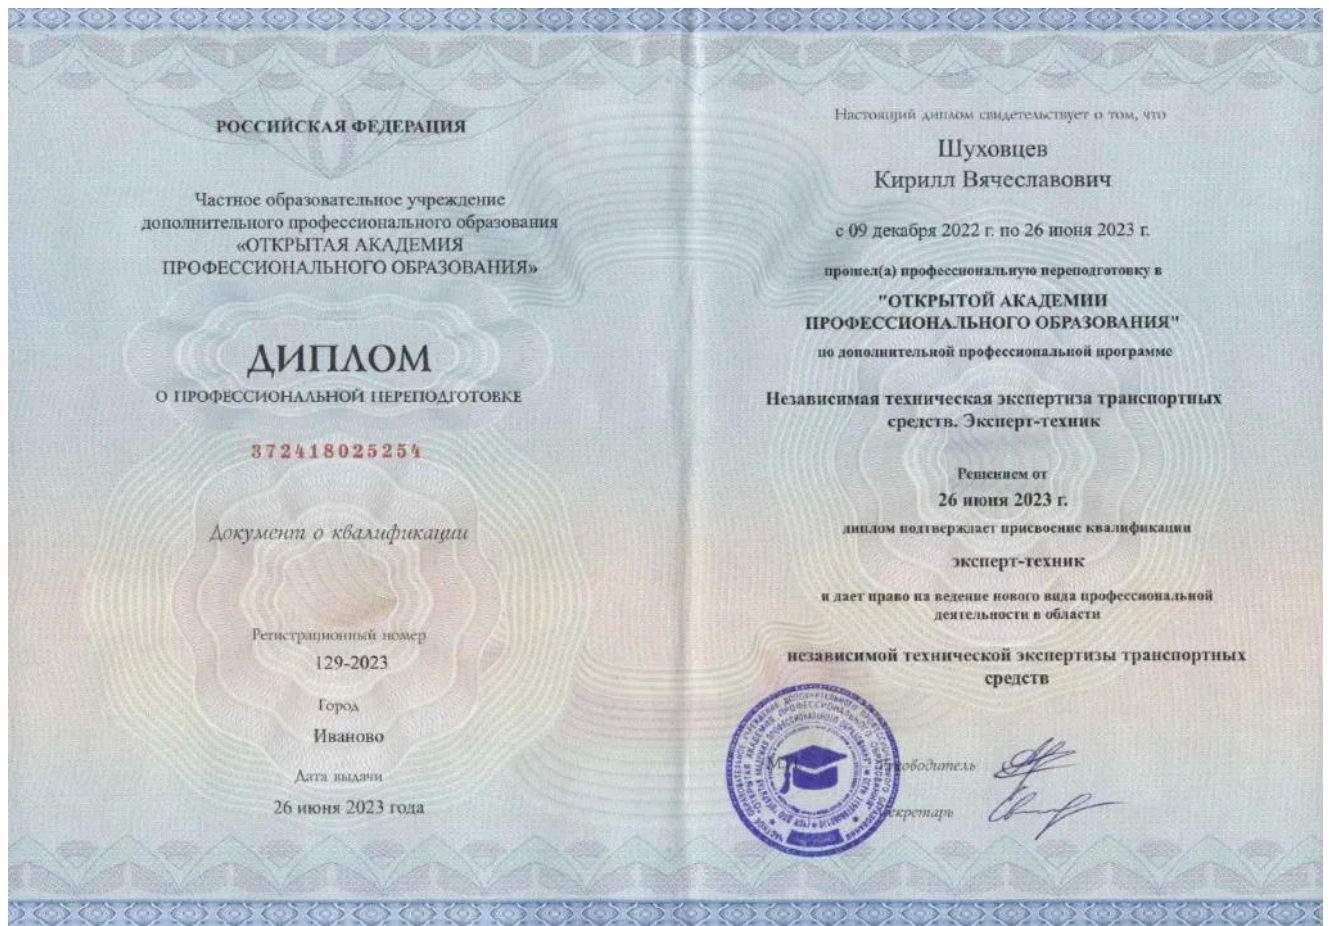 РОССИЙСКАЯ ФЕДЕРАЦИЯ
Частное образовательное учреждение
дополнительного профессионального образования
«ОТКРЫТАЯ АКАДЕМИЯ
ПРОФЕССИОНАЛЬНОГО ОБРАЗОВАНИЯ»
ДИПЛОМ
О ПРОФЕССИОНАЛЬНОЙ ПЕРЕПОДГОТОВКЕ
372418025254
Документ о квалификации
Регистрационный номер
129-2023
Город
Иваново
Дата выдачи
26 июня 2023 года
Настоящий диплом свидетельствует о том, что
Шуховцев
Кирилл Вячеславович
с 09 декабря 2022 г. по 26 июня 2023 г.
прошел(а) профессиональную переподготовку в
"ОТКРЫТОЙ АКАДЕМИИ
ПРОФЕССИОНАЛЬНОГО ОБРАЗОВАНИЯ"
по дополнительной профессиональной программе
Независимая техническая экспертиза транспортных
средств. Эксперт-техник
Решением от
26 июня 2023 г.
диплом подтверждает присвоение квалификации
эксперт-техник
и дает право на ведение нового вида профессиональной
деятельности в области
независимой технической экспертизы транспортных
средств
Руководитель
Секретарь